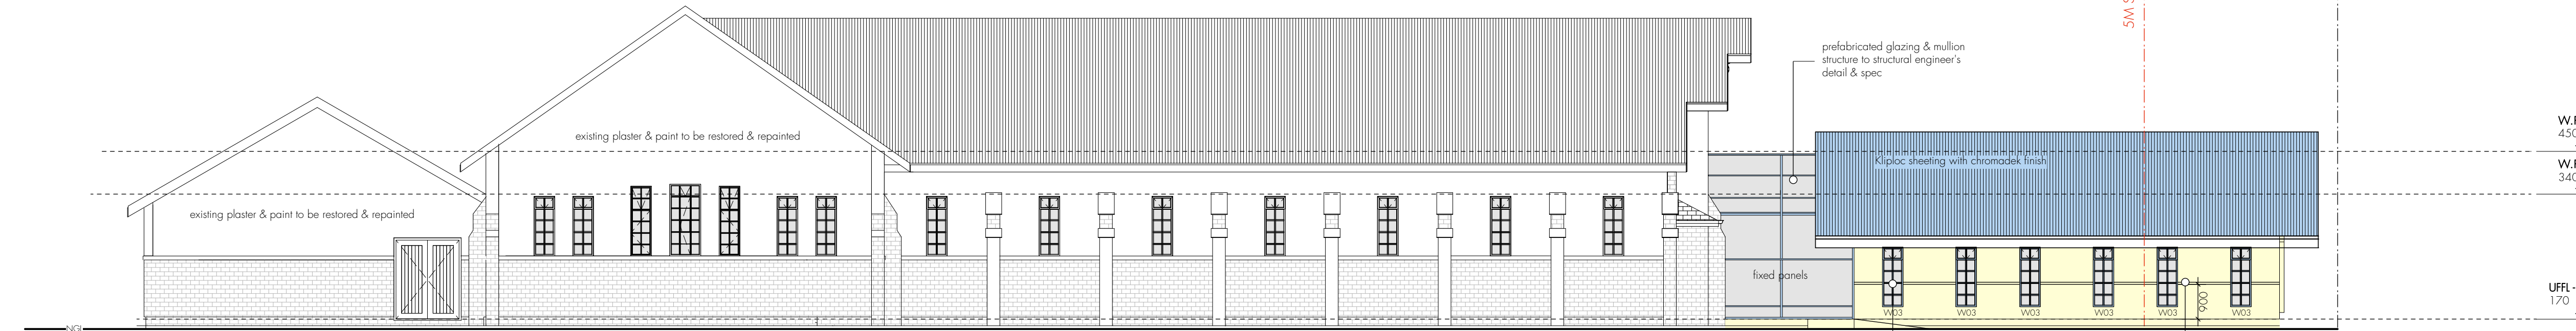 5M
prefabricated glazing & mullion
structure to structural engineer's
detail & spec
existing plaster & paint to be restored & repainted
Kliploc sheeting with chromadek finish
existing plaster & paint to be restored & repainted
fixed panels
900
W03 W03 W03 W03 W03 W03
NGL
UFFL -
170